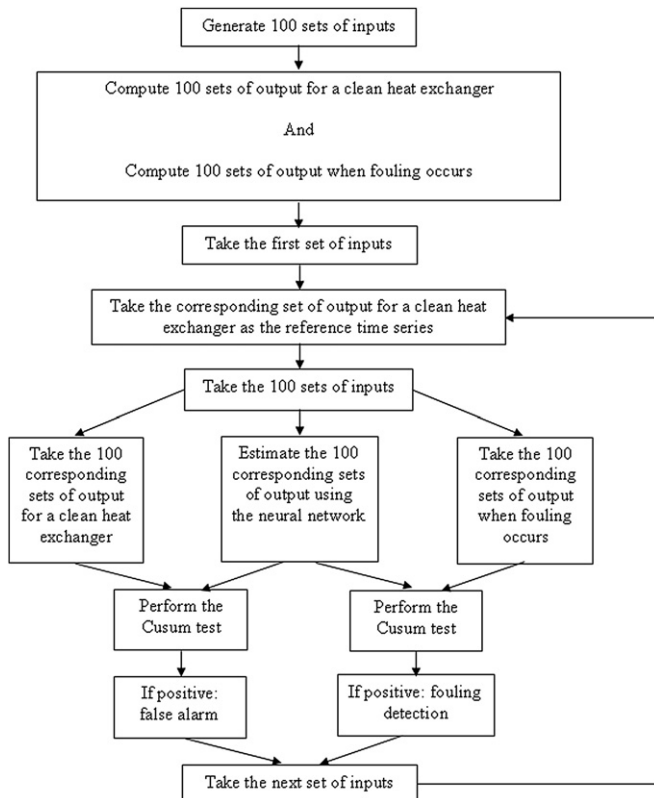 Generate 100 sets of inputs
Compute 100 sets of output for a clean heat exchanger
And
Compute 100 sets of output when fouling occurs
Take the first set of inputs
Take the corresponding set of output for a clean heat
exchanger as the reference time series
Take the 100 sets of inputs
Take the 100
corresponding
sets of output
for a clean heat
exchanger
Estimate the 100
corresponding sets
of output using
the neural network
Take the 100
corresponding
sets of output
when fouling
occurs
Perform the
Cusum test
Perform the
Cusum test
If positive:
false alarm
If positive: fouling
detection
Take the next set of inputs